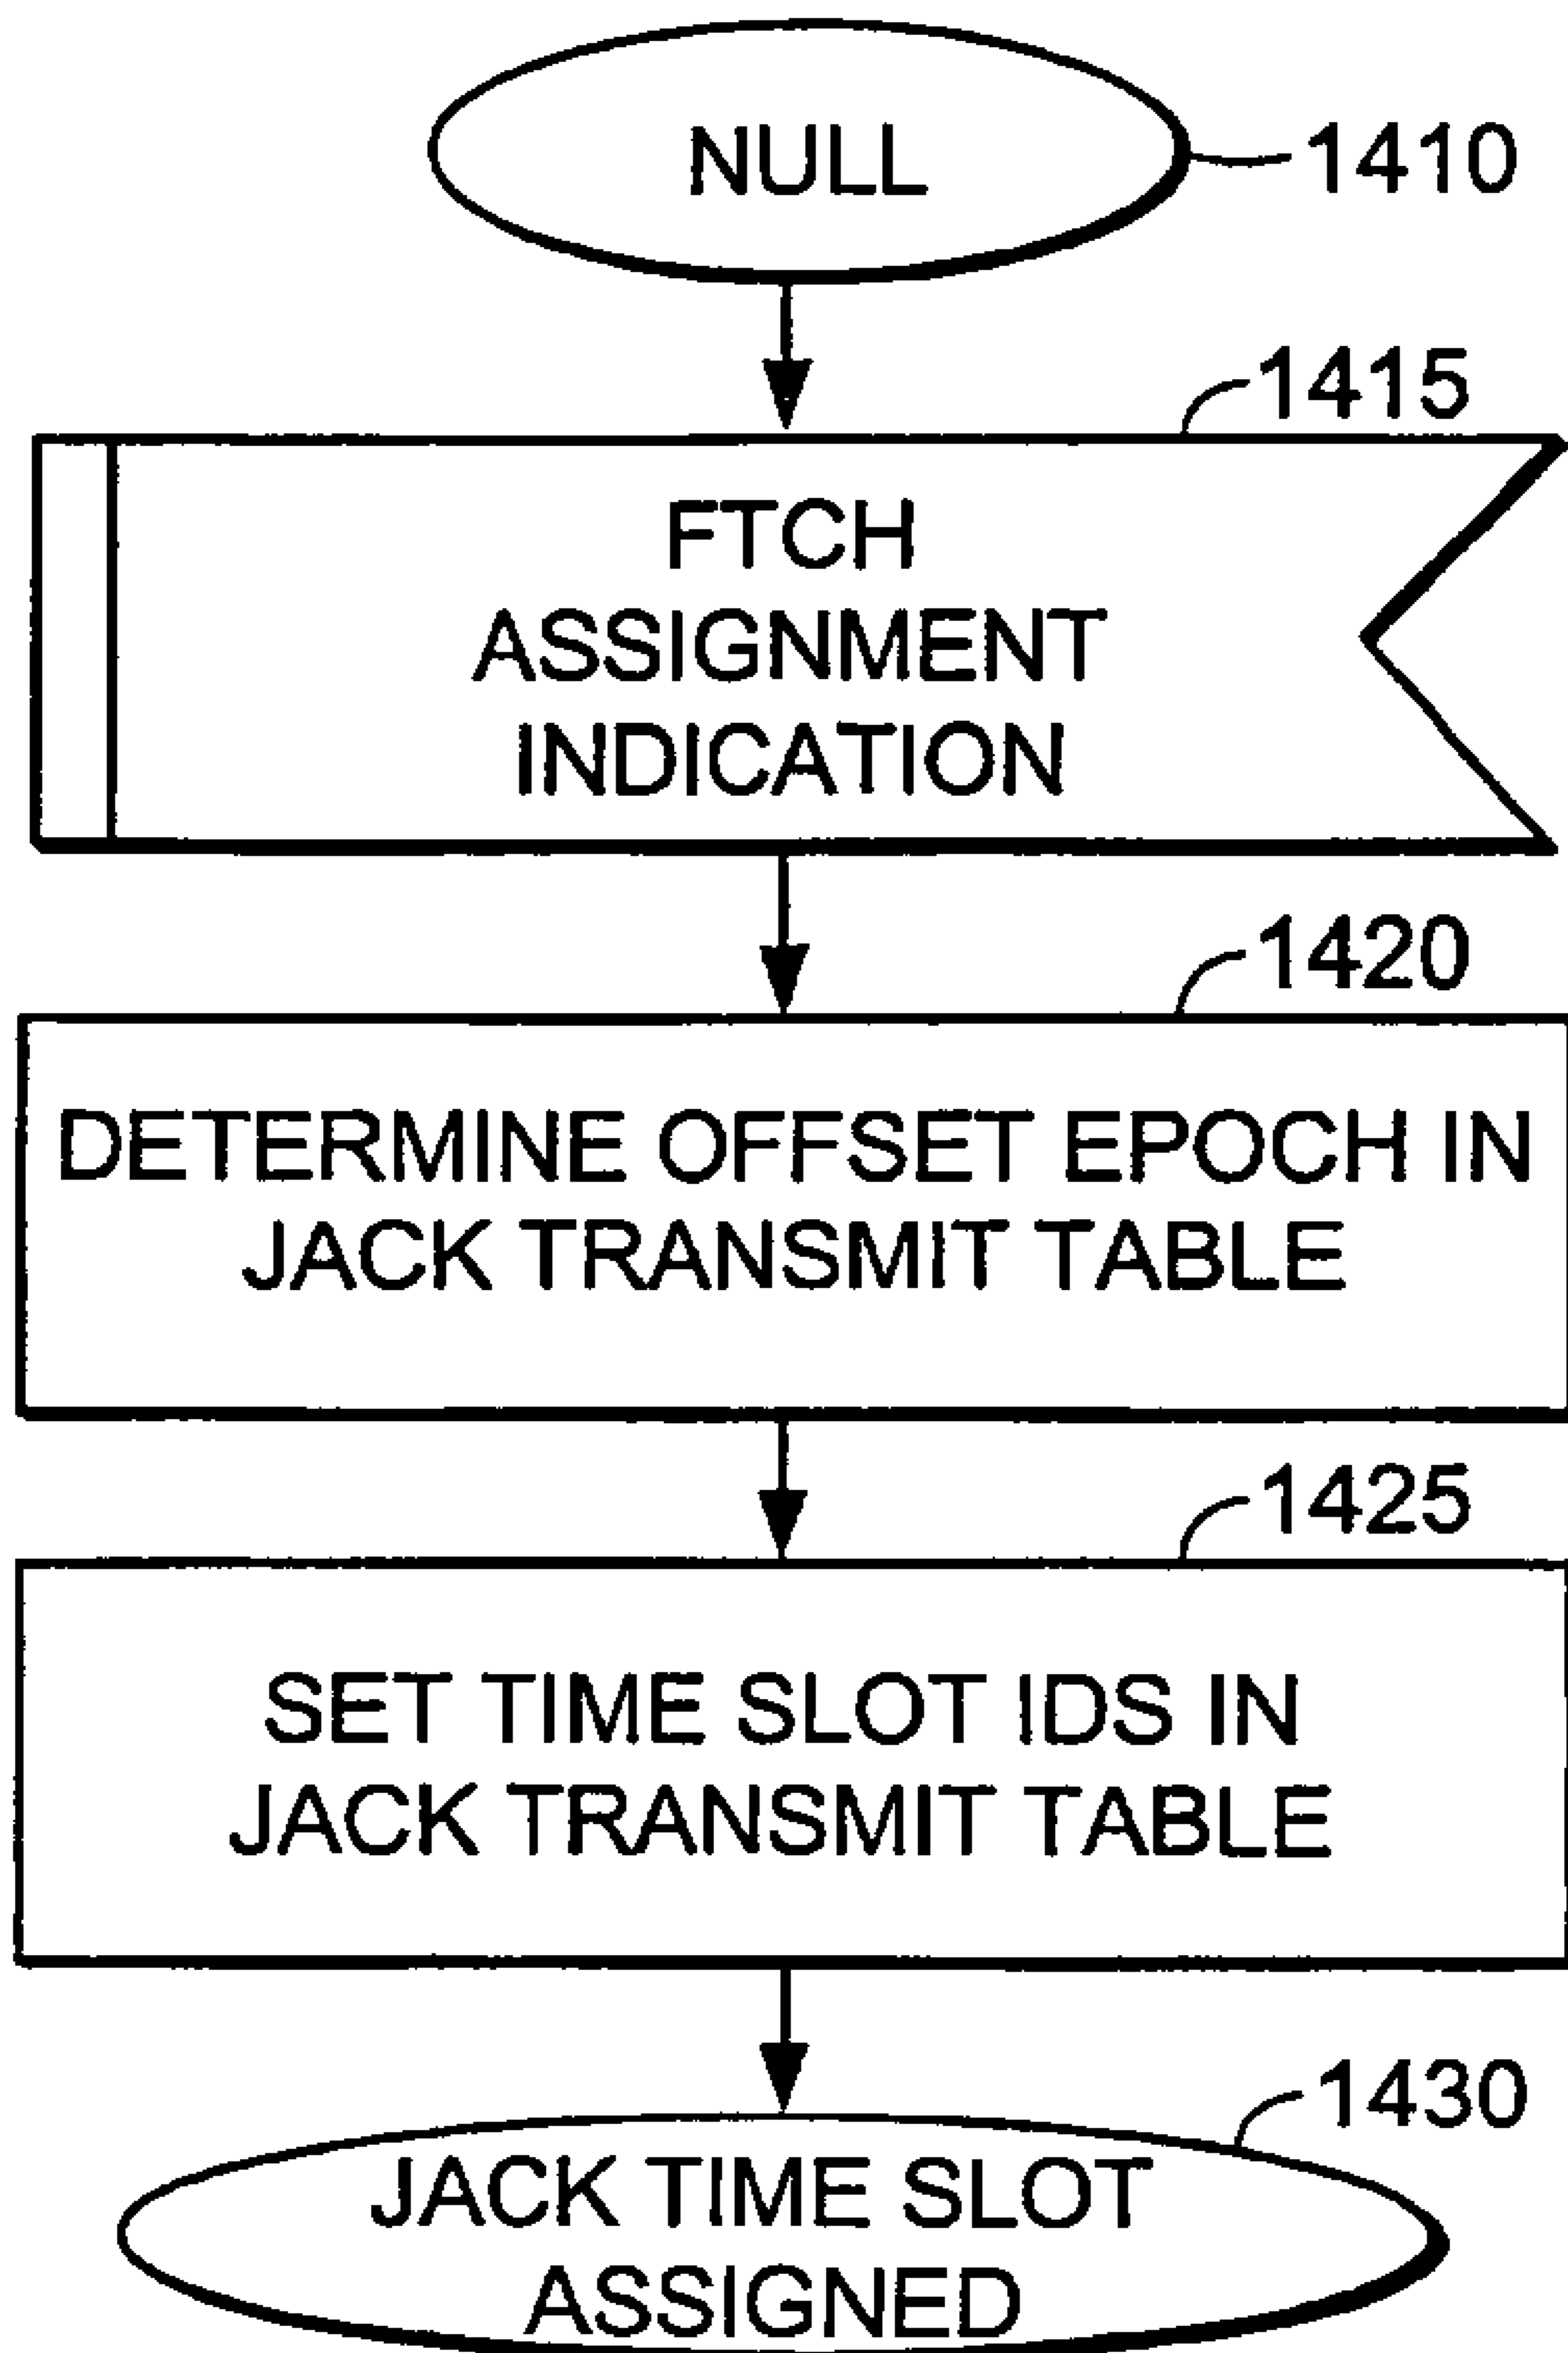 NULL
1410
1415
FTCH
ASSIGNMENT
INDICATION
1420
DETERMINE OFFSET EPOCH IN
JACK TRANSMIT TABLE
1425
SET TIME SLOT IDS IN
JACK TRANSMIT TABLE
1430
JACK TIME SLOT
ASSIGNED